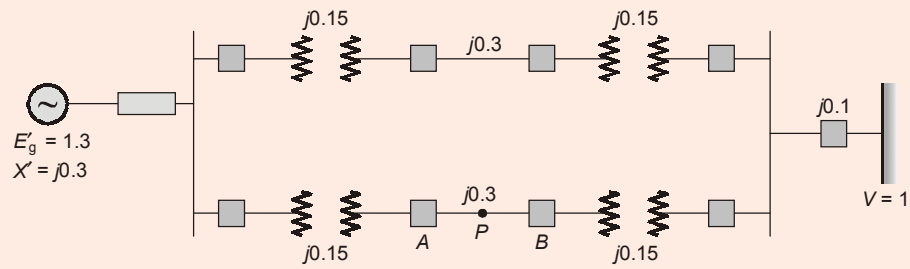 j0.15
j0.15
j0.3
j0.1
E′g = 1.3
X′ = j0.3
V = 1
j0.3
A
P
B
j0.15
j0.15